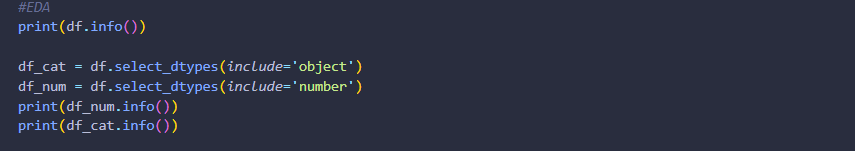 #EDA
print(df.info())
df_cat = df.select_dtypes(include='object')
df_num = df.select_dtypes(include='number')
print(df_num.info())
print(df_cat.info())